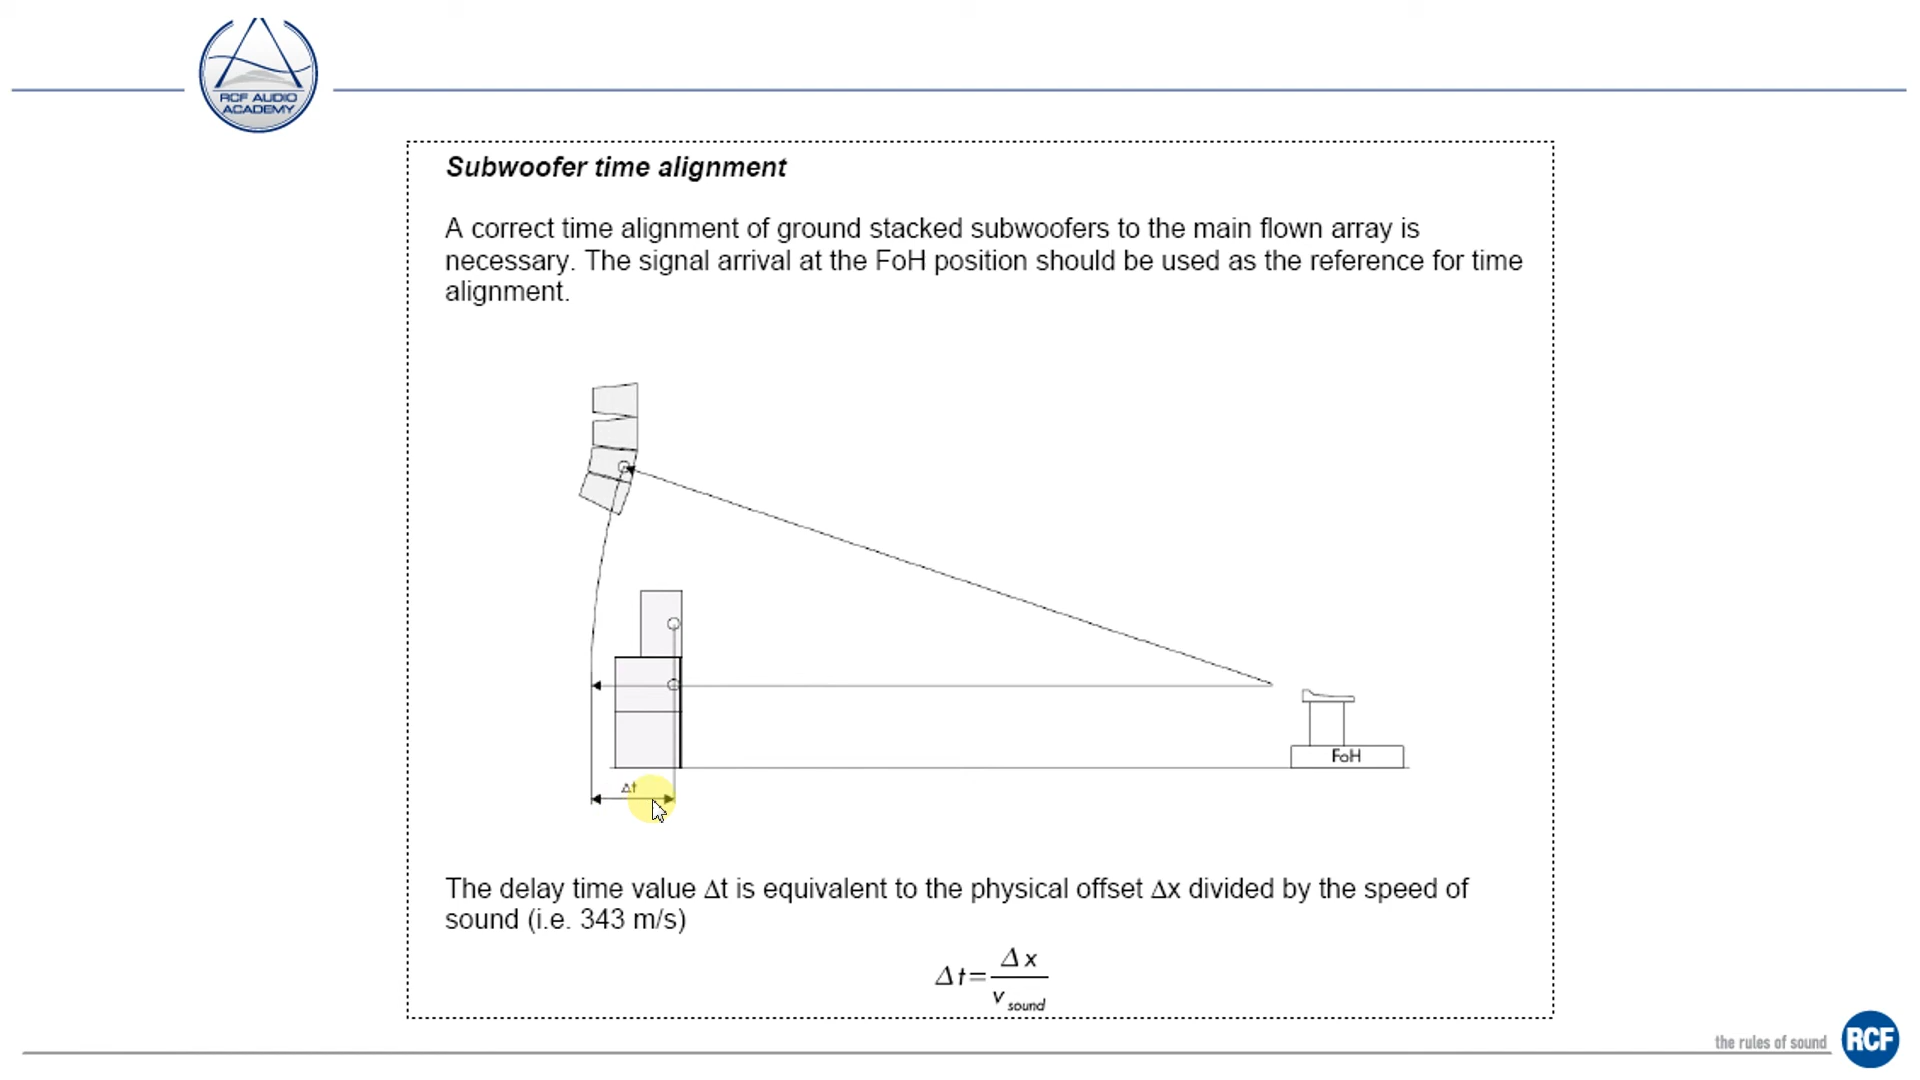 RCF AUDIO
ACADEMY
Subwoofer time alignment
A correct time alignment of ground stacked subwoofers to the main flown array is
necessary. The signal arrival at the FoH position should be used as the reference for time
alignment.
FoH
Δt
The delay time value Δt is equivalent to the physical offset Δx divided by the speed of
sound (i.e. 343 m/s)
Δt=Δx/v sound
the rules of sound RCF